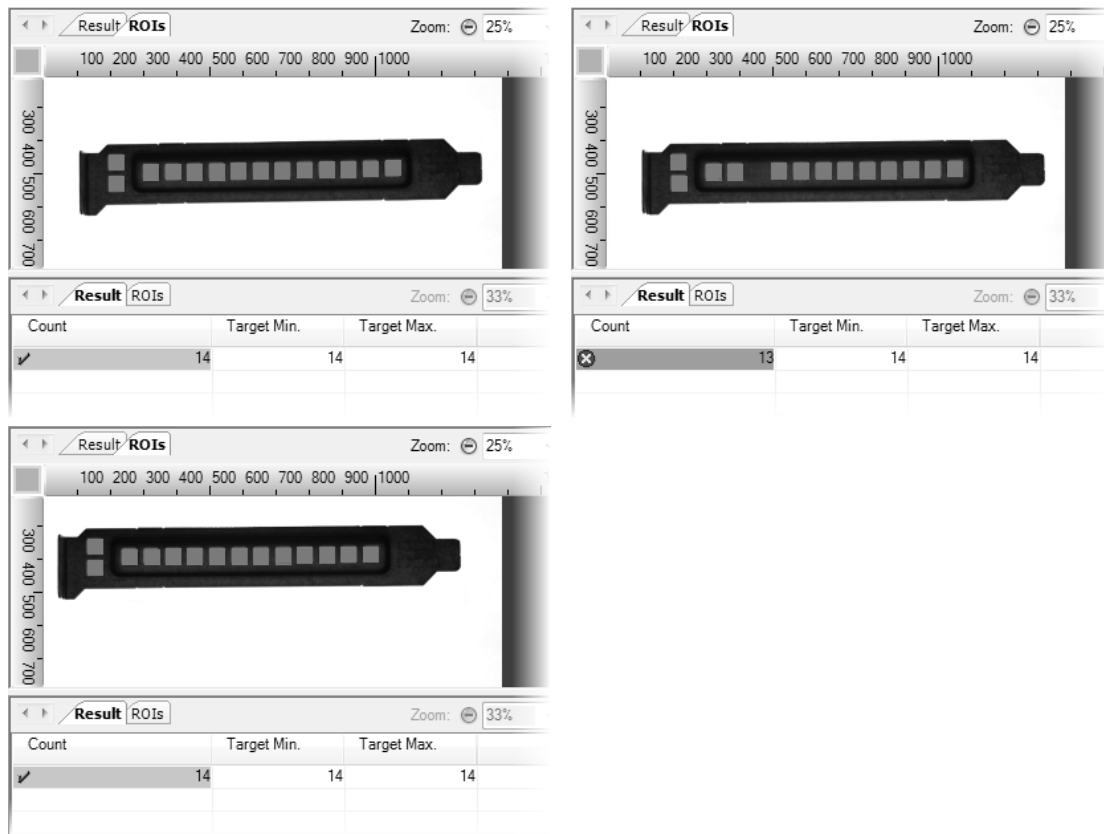 Result ROIs Zoom: 25%
100 200 300 400 500 600 700 800 900 1000
300
400
500
600
700
Result ROIs Zoom: 33%
Count Target Min. Target Max.
14 14 14
Result ROIs Zoom: 25%
100 200 300 400 500 600 700 800 900 1000
300
400
500
600
700
Result ROIs Zoom: 33%
Count Target Min. Target Max.
13 14 14
Result ROIs Zoom: 25%
100 200 300 400 500 600 700 800 900 1000
300
400
500
600
700
Result ROIs Zoom: 33%
Count Target Min. Target Max.
14 14 14